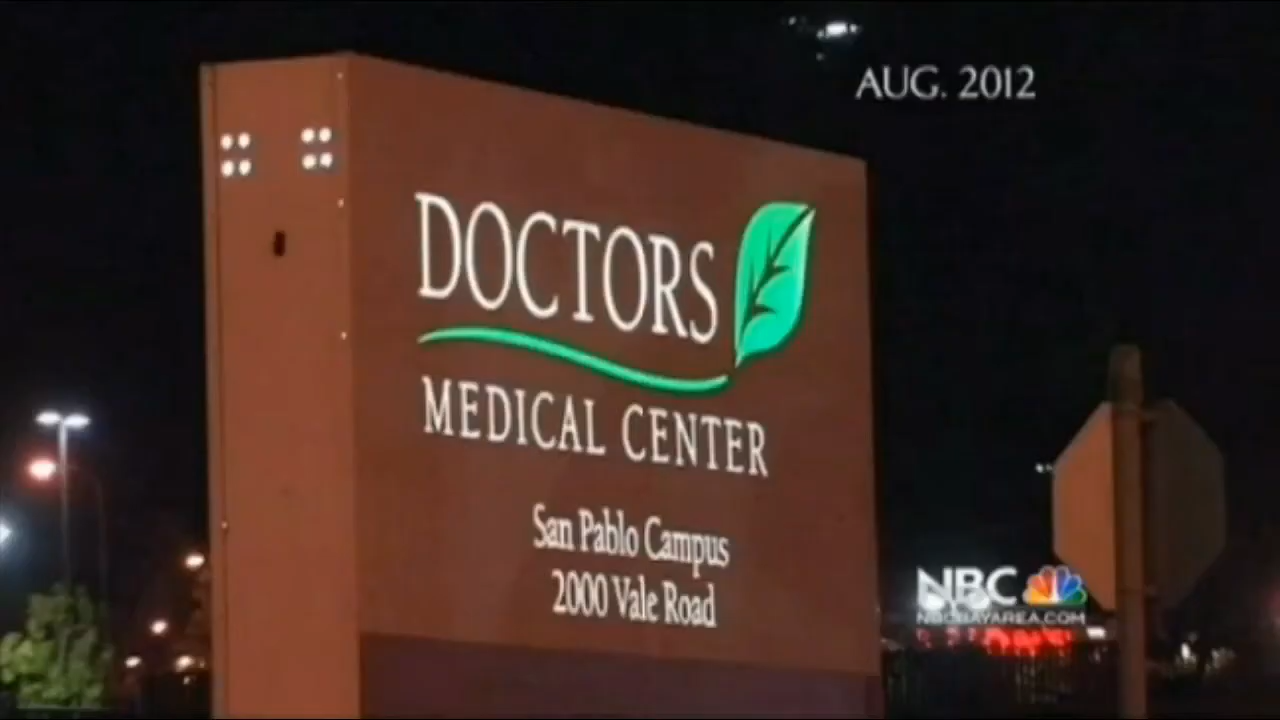 AUG. 2012
DOCTORS
MEDICAL CENTER
San Pablo Campus
2000 Vale Road
NBC
NBCBAYAREA.COM